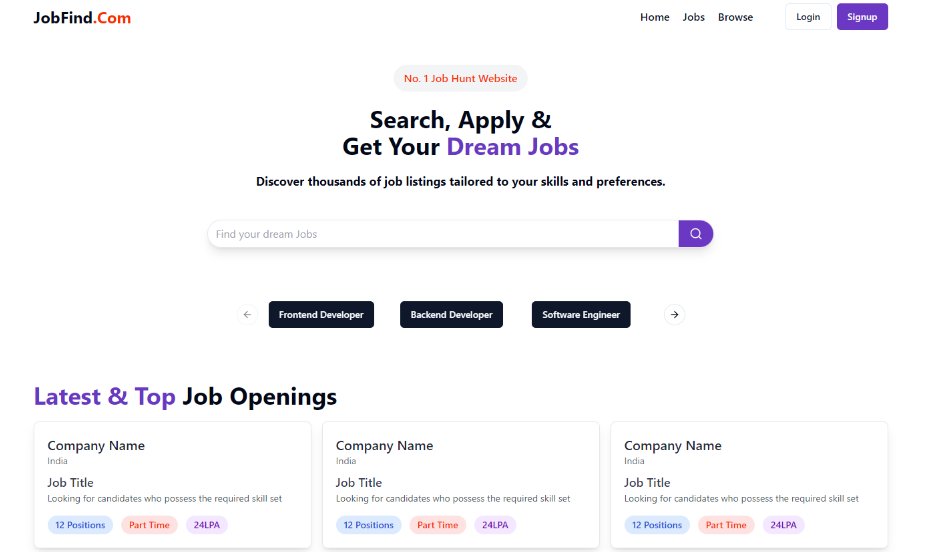 JobFind.Com
Home Jobs Browse Login Signup
No. 1 Job Hunt Website
Search, Apply &
Get Your Dream Jobs
Discover thousands of job listings tailored to your skills and preferences.
Find your dream Jobs
Frontend Developer Backend Developer Software Engineer
Latest & Top Job Openings
Company Name
India
Job Title
Looking for candidates who possess the required skill set
12 Positions Part Time 24LPA
Company Name
India
Job Title
Looking for candidates who possess the required skill set
12 Positions Part Time 24LPA
Company Name
India
Job Title
Looking for candidates who possess the required skill set
12 Positions Part Time 24LPA